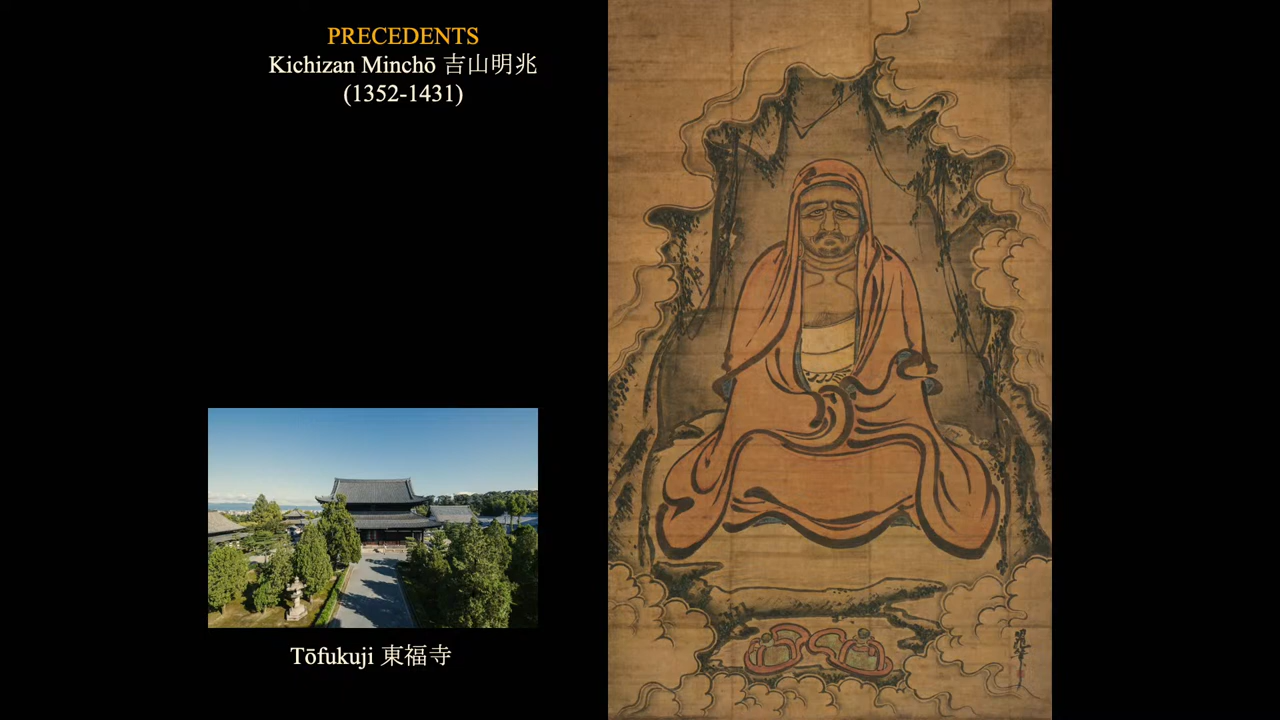 PRECEDENTS
Kichizan Minchō 吉山明兆
(1352-1431)
Tōfukuji 東福寺